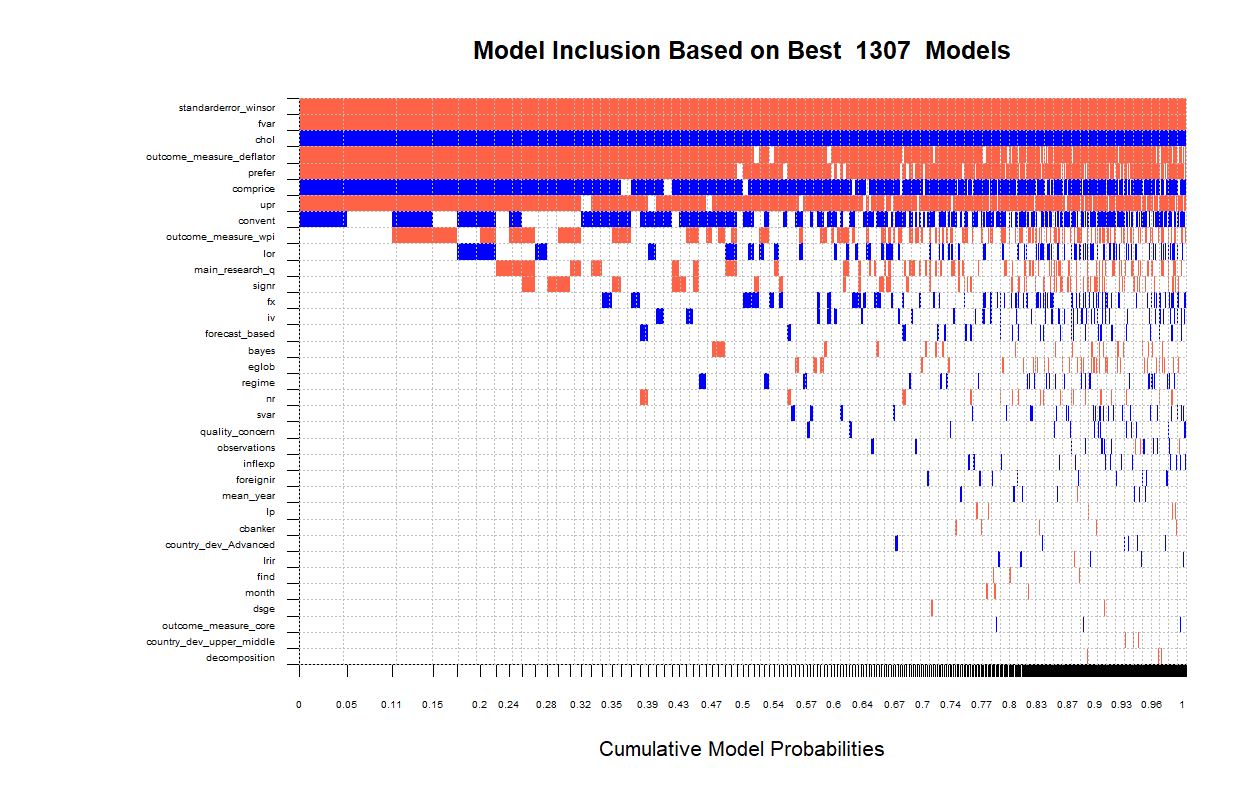 Model Inclusion Based on Best 1307 Models
standarderror_winsor
fvar
chol
outcome_measure_deflator
prefer
comprice
upr
convent
outcome_measure_wpi
lor
main_research_q
signr
fx
iv
forecast_based
bayes
eglob
regime
nr
svar
quality_concern
observations
inflexp
foreignir
mean_year
lp
cbanker
country_dev_Advanced
lrir
find
month
dsge
outcome_measure_core
country_dev_upper_middle
decomposition
0 0.05 0.11 0.15 0.2 0.24 0.28 0.32 0.35 0.39 0.43 0.47 0.5 0.54 0.57 0.6 0.64 0.67 0.7 0.74 0.77 0.8 0.83 0.87 0.9 0.93 0.96 1
Cumulative Model Probabilities